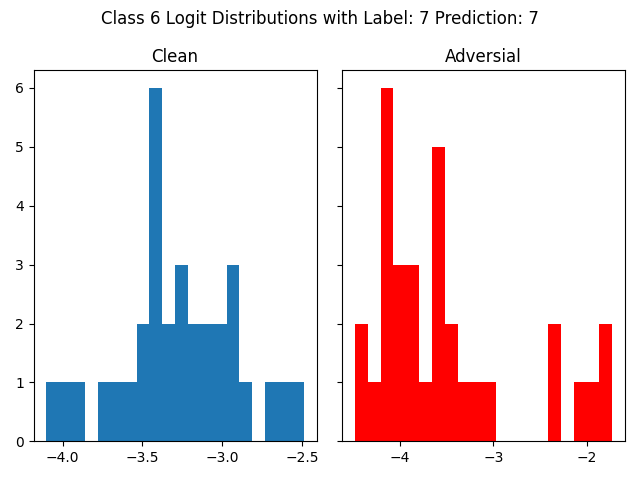 Class 6 Logit Distributions with Label: 7 Prediction: 7
Clean
Adversial
6
5
4
3
2
1
0
−4.0 −3.5 −3.0 −2.5
−4 −3 −2